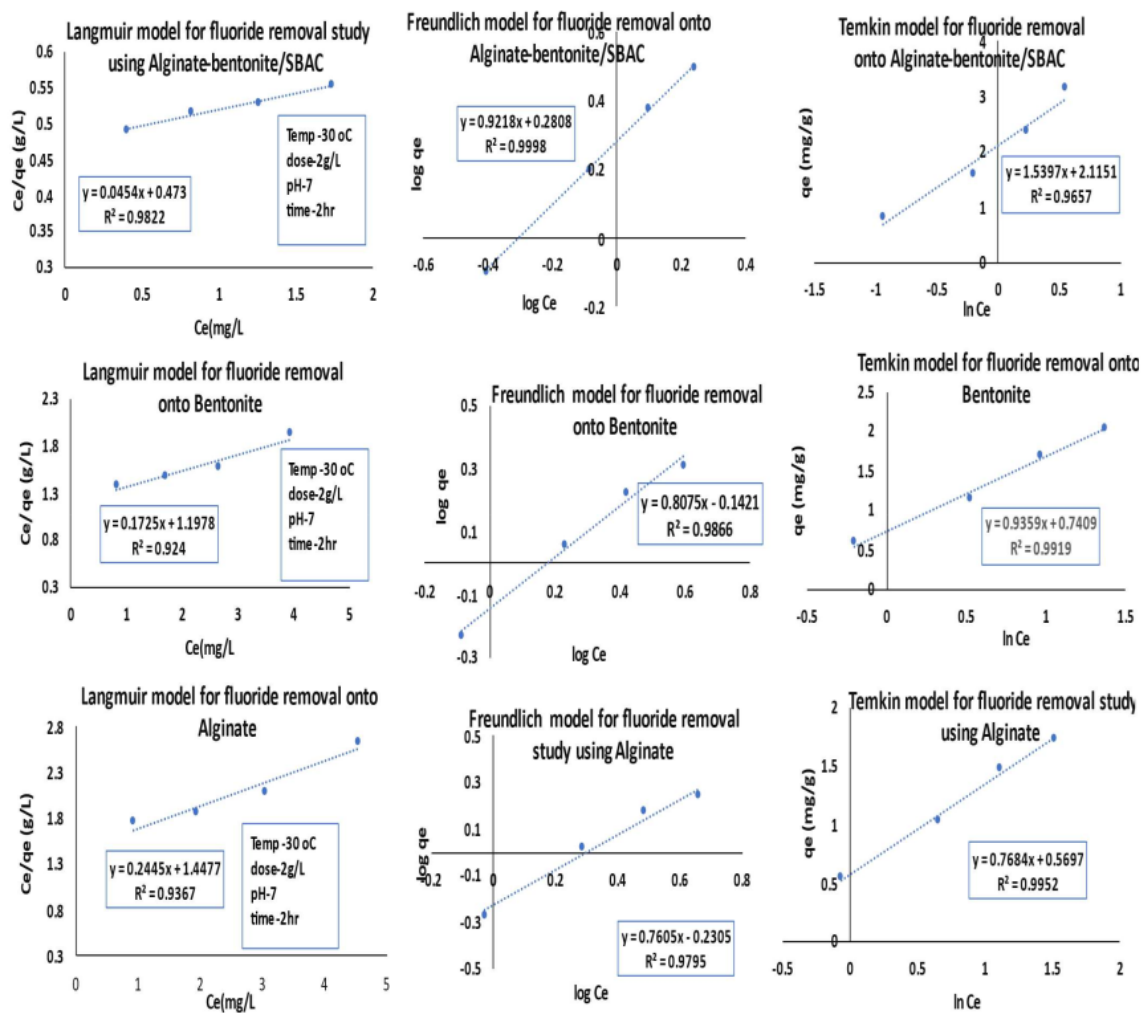 Langmuir model for fluoride removal study
using Alginate-bentonite/SBAC
Ce/qe (g/L)
0.6
0.55
0.5
0.45
0.4
0.35
0.3
y = 0.0454x + 0.473
R² = 0.9822
Temp -30 oC
dose-2g/L
pH-7
time-2hr
0
0.5
1
1.5
2
Ce(mg/L
Freundlich model for fluoride removal onto
Alginate-bentonite/SBAC
log qe
0.6
0.4
0.2
0
-0.2
y = 0.9218x + 0.2808
R² = 0.9998
-0.6
-0.4
-0.2
0
0.2
0.4
log Ce
Temkin model for fluoride removal
onto Alginate-bentonite/SBAC
qe (mg/g)
4
3
2
1
0
y = 1.5397x + 2.1151
R² = 0.9657
-1.5
-1
-0.5
0
0.5
1
ln Ce
Langmuir model for fluoride removal
onto Bentonite
Ce/qe (g/L)
2.3
1.8
1.3
0.8
0.3
y = 0.1725x + 1.1978
R² = 0.924
Temp -30 oC
dose-2g/L
pH-7
time-2hr
0
1
2
3
4
5
Ce(mg/L
Freundlich model for fluoride removal
onto Bentonite
log qe
0.5
0.3
0.1
-0.1
-0.3
y = 0.8075x - 0.1421
R² = 0.9866
-0.2
0
0.2
0.4
0.6
0.8
log Ce
Temkin model for fluoride removal onto
Bentonite
qe (mg/g)
2.5
2
1.5
1
0.5
0
y = 0.9359x + 0.7409
R² = 0.9919
-0.5
0
0.5
1
1.5
ln Ce
Langmuir model for fluoride removal onto
Alginate
Ce/qe (g/L)
2.8
2.3
1.8
1.3
0.8
0.3
y = 0.2445x + 1.4477
R² = 0.9367
Temp -30 oC
dose-2g/L
pH-7
time-2hr
0
1
2
3
4
5
Ce(mg/L
Freundlich model for fluoride removal
study using Alginate
log qe
0.5
0.3
0.1
-0.1
-0.3
-0.5
y = 0.7605x - 0.2305
R² = 0.9795
-0.2
0
0.2
0.4
0.6
0.8
log Ce
Temkin model for fluoride removal study
using Alginate
qe (mg/g)
2
1.5
1
0.5
0
y = 0.7684x + 0.5697
R² = 0.9952
-0.5
0
0.5
1
1.5
2
ln Ce